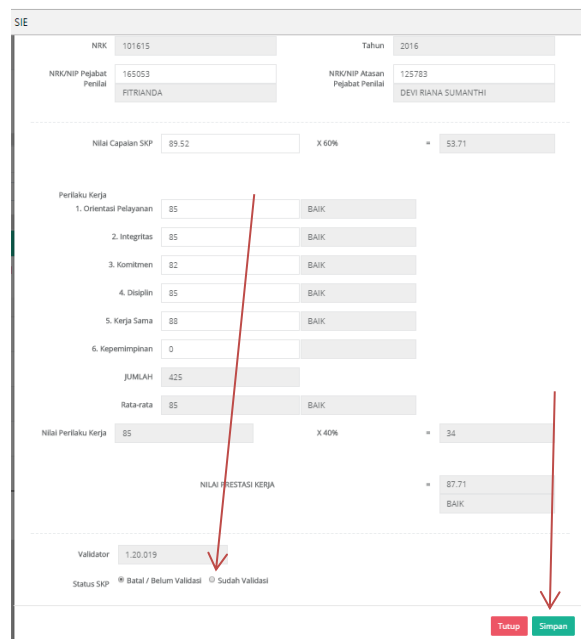 SIE
NRK 101615 Tahun 2016
NRK/NIP Pejabat Penilai 165053 NRK/NIP Atasan Pejabat Penilai 125783
FITRIANDA DEVI RIANA SUMANTHI
Nilai Capaian SKP 89.52 X 60% = 53.71
Perilaku Kerja
1. Orientasi Pelayanan 85 BAIK
2. Integritas 85 BAIK
3. Komitmen 82 BAIK
4. Disiplin 85 BAIK
5. Kerja Sama 88 BAIK
6. Kepemimpinan 0
JUMLAH 425
Rata-rata 85 BAIK
Nilai Perilaku Kerja 85 X 40% = 34
NILAI PRESTASI KERJA = 87.71
BAIK
Validator 1.20.019
Status SKP Batal / Belum Validasi Sudah Validasi
Tutup Simpan